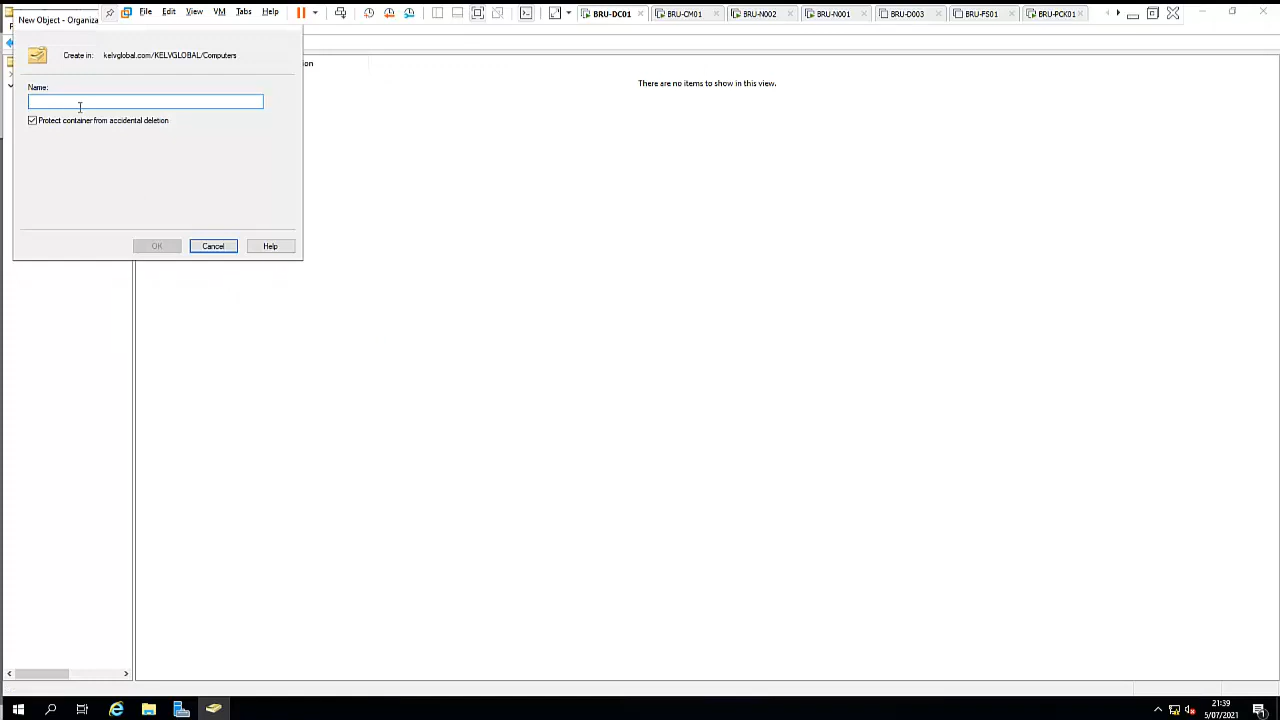 New Object - Organiza
File Edit View VM Tabs Help
BRU-DC01 BRU-CM01 BRU-N002 BRU-N001 BRU-D003 BRU-FS01 BRU-PCK01
Create in: kelvglobal.com/KELVGLOBAL/Computers
ion
There are no items to show in this view.
Name:
Protect container from accidental deletion
OK Cancel Help
21:39
5/07/2021